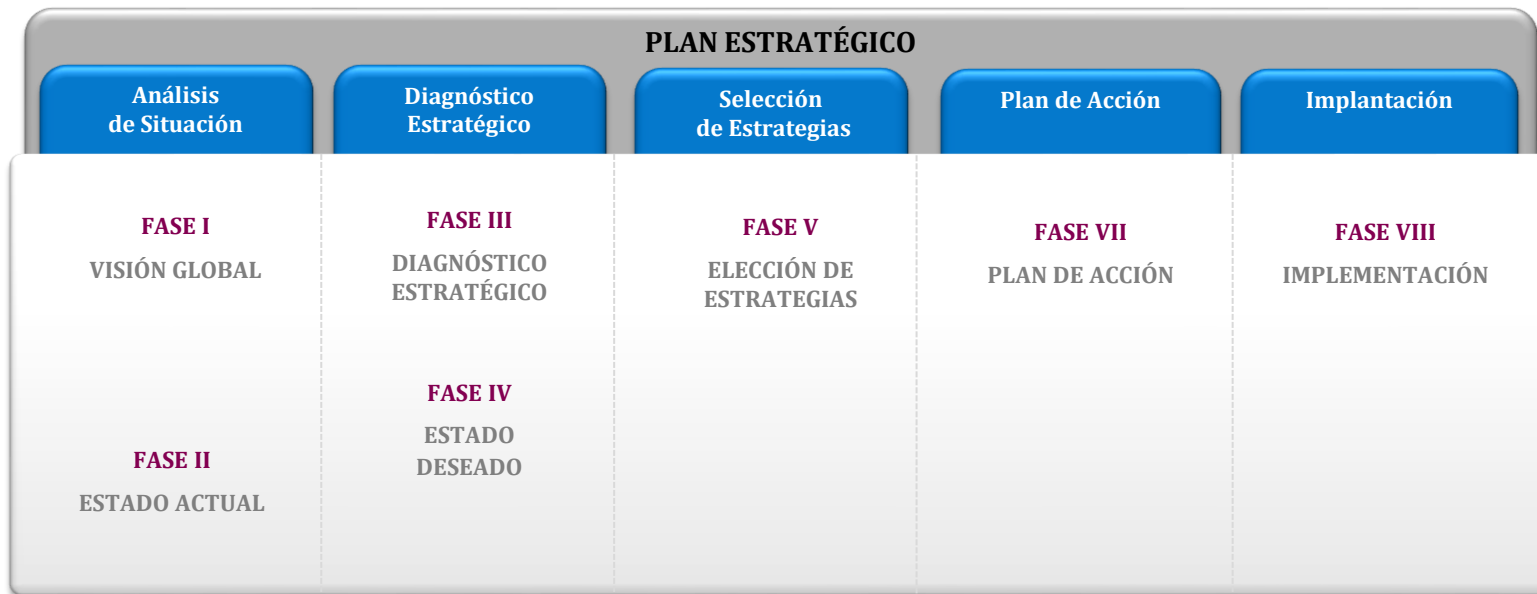 PLAN ESTRATÉGICO
Análisis
de Situación
Diagnóstico
Estratégico
Selección
de Estrategias
Plan de Acción
Implantación
FASE I
VISIÓN GLOBAL
FASE II
ESTADO ACTUAL
FASE III
DIAGNÓSTICO
ESTRATÉGICO
FASE IV
ESTADO
DESEADO
FASE V
ELECCIÓN DE
ESTRATEGIAS
FASE VII
PLAN DE ACCIÓN
FASE VIII
IMPLEMENTACIÓN